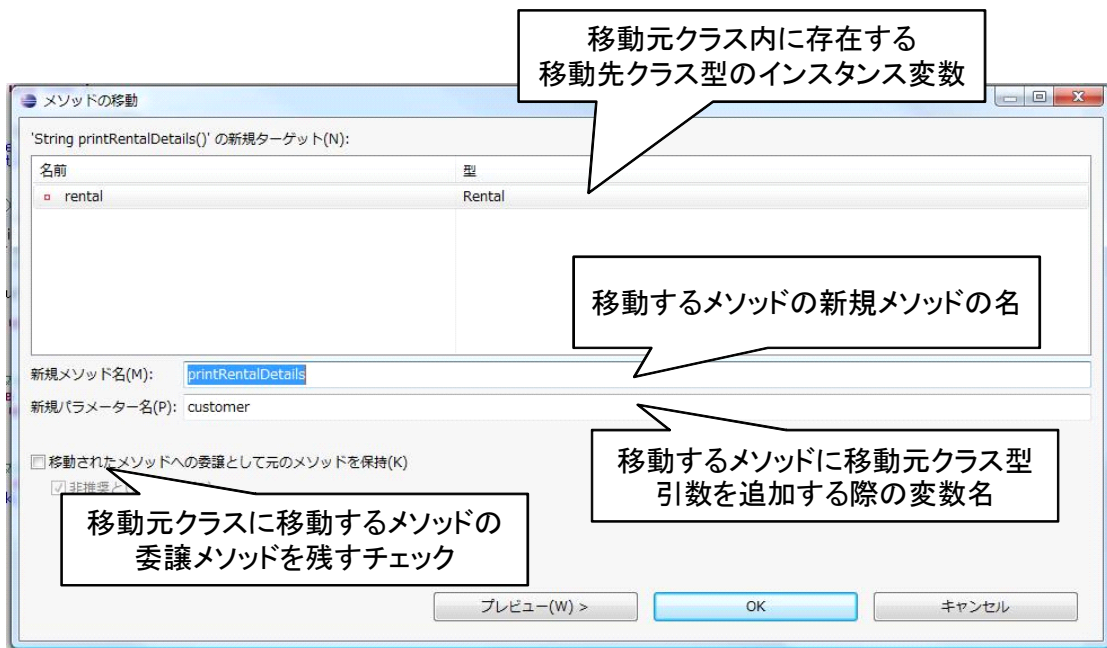 移動元クラス内に存在する
移動先クラス型のインスタンス変数
メソッドの移動
'String printRentalDetails()' の新規ターゲット(N):
名前 型
rental Rental
移動するメソッドの新規メソッドの名
新規メソッド名(M): printRentalDetails
新規パラメーター名(P): customer
移動されたメソッドへの委譲として元のメソッドを保持(K)
非推奨と
移動するメソッドに移動元クラス型
引数を追加する際の変数名
移動元クラスに移動するメソッドの
委譲メソッドを残すチェック
プレビュー(W) > OK キャンセル